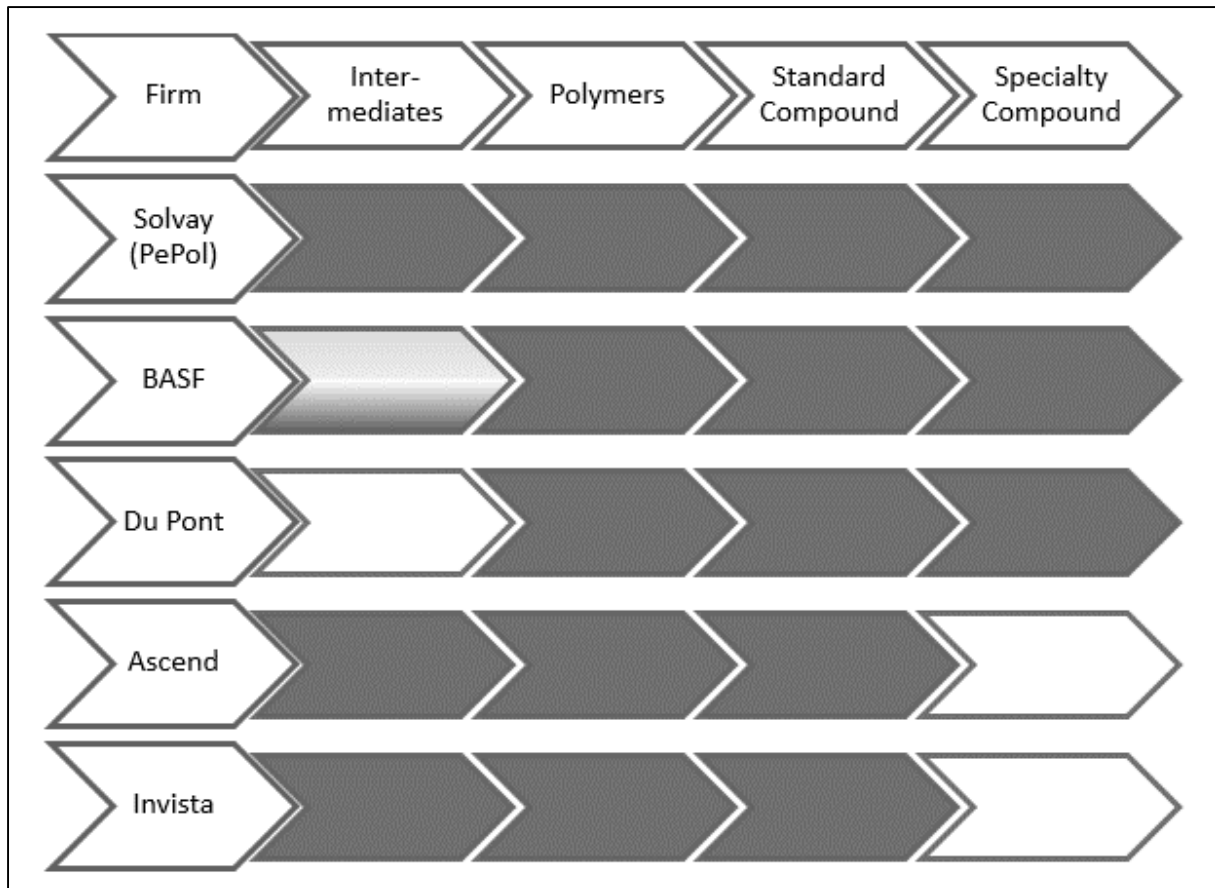 Firm
Inter-
mediates
Polymers
Standard
Compound
Specialty
Compound
Solvay
(PePol)
BASF
Du Pont
Ascend
Invista